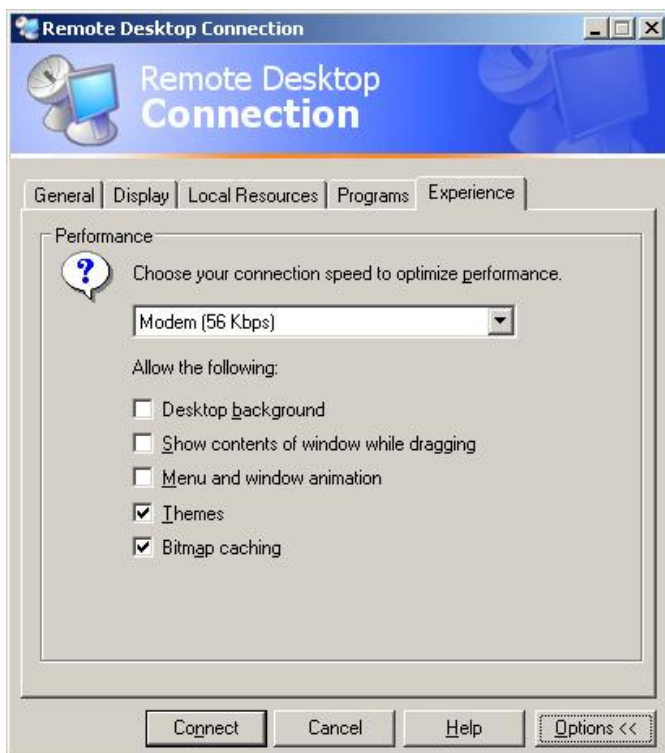 Remote Desktop Connection
Remote Desktop
Connection
General Display Local Resources Programs Experience
Performance
?
Choose your connection speed to optimize performance.
Modem (56 Kbps)
Allow the following:
Desktop background
Show contents of window while dragging
Menu and window animation
Themes
Bitmap caching
Connect Cancel Help Options <<